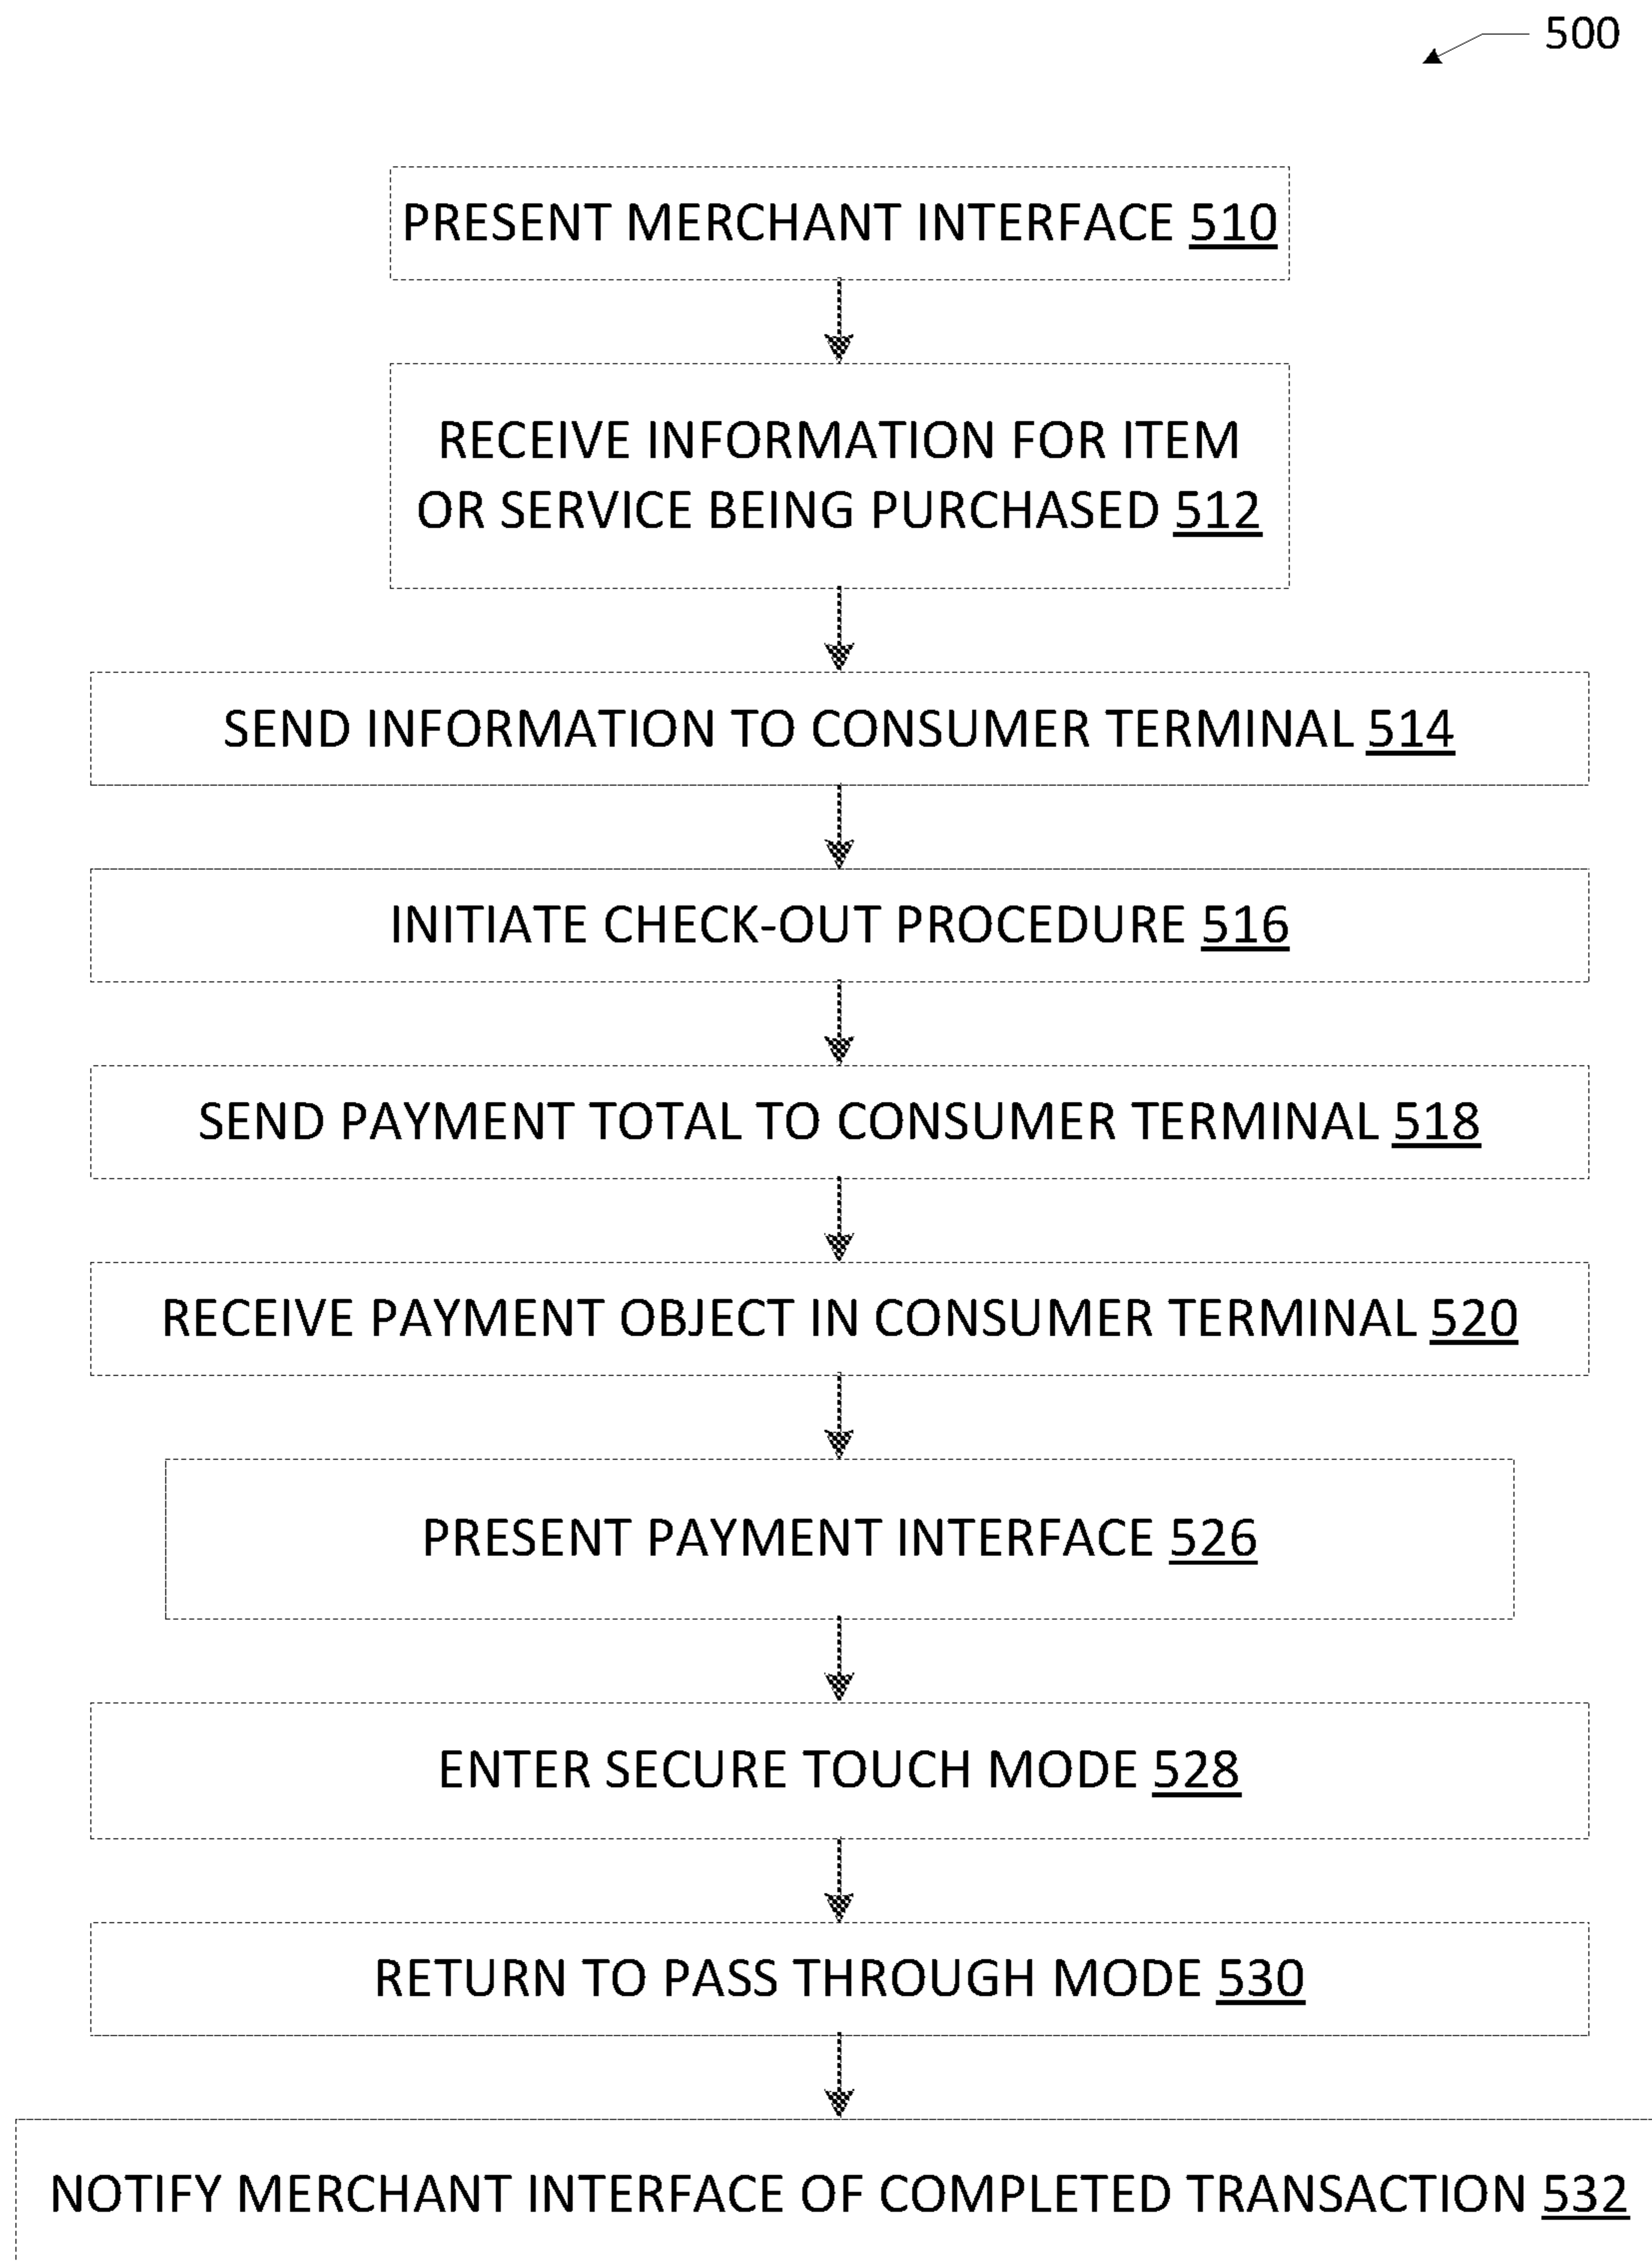 500
PRESENT MERCHANT INTERFACE 510
RECEIVE INFORMATION FOR ITEM
OR SERVICE BEING PURCHASED 512
SEND INFORMATION TO CONSUMER TERMINAL 514
INITIATE CHECK-OUT PROCEDURE 516
SEND PAYMENT TOTAL TO CONSUMER TERMINAL 518
RECEIVE PAYMENT OBJECT IN CONSUMER TERMINAL 520
PRESENT PAYMENT INTERFACE 526
ENTER SECURE TOUCH MODE 528
RETURN TO PASS THROUGH MODE 530
NOTIFY MERCHANT INTERFACE OF COMPLETED TRANSACTION 532